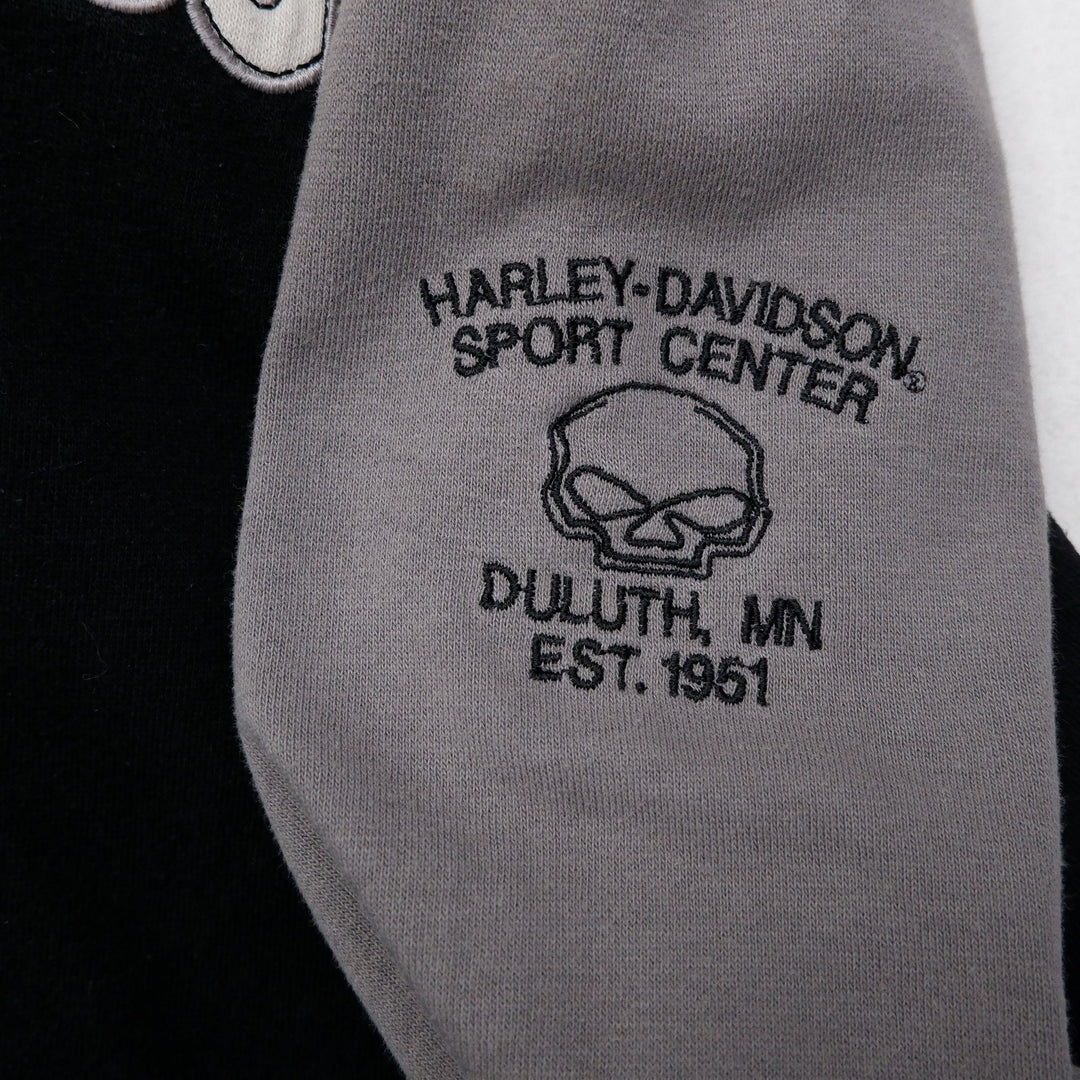 HARLEY-DAVIDSON®
SPORT CENTER
DULUTH, MN
EST. 1951